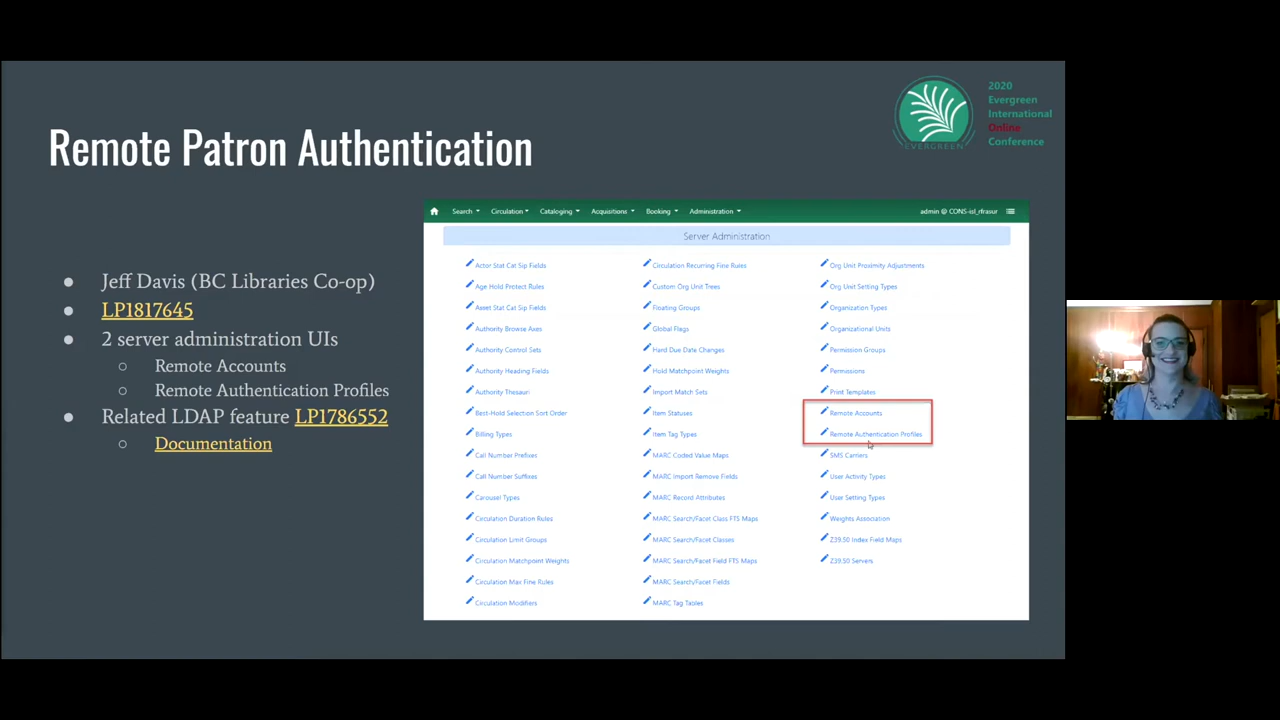 2020
Evergreen
International
Online
Conference
EVERGREEN
Remote Patron Authentication
Jeff Davis (BC Libraries Co-op)
LP1817645
2 server administration UIs
Remote Accounts
Remote Authentication Profiles
Related LDAP feature LP1786552
Documentation
Search Circulation Cataloging Acquisitions Booking Administration admin @ CONS-isl_rfrasur
Server Administration
Actor Stat Cat Sip Fields
Age Hold Protect Rules
Asset Stat Cat Sip Fields
Authority Browse Axes
Authority Control Sets
Authority Heading Fields
Authority Thesauri
Best-Hold Selection Sort Order
Billing Types
Call Number Prefixes
Call Number Suffixes
Carousel Types
Circulation Duration Rules
Circulation Limit Groups
Circulation Matchpoint Weights
Circulation Max Fine Rules
Circulation Modifiers
Circulation Recurring Fine Rules
Custom Org Unit Trees
Floating Groups
Global Flags
Hard Due Date Changes
Hold Matchpoint Weights
Import Match Sets
Item Statuses
Item Tag Types
MARC Coded Value Maps
MARC Import Remove Fields
MARC Record Attributes
MARC Search/Facet Class FTS Maps
MARC Search/Facet Classes
MARC Search/Facet Field FTS Maps
MARC Search/Facet Fields
MARC Tag Tables
Org Unit Proximity Adjustments
Org Unit Setting Types
Organization Types
Organizational Units
Permission Groups
Permissions
Print Templates
Remote Accounts
Remote Authentication Profiles
SMS Carriers
User Activity Types
User Setting Types
Weights Association
Z39.50 Index Field Maps
Z39.50 Servers